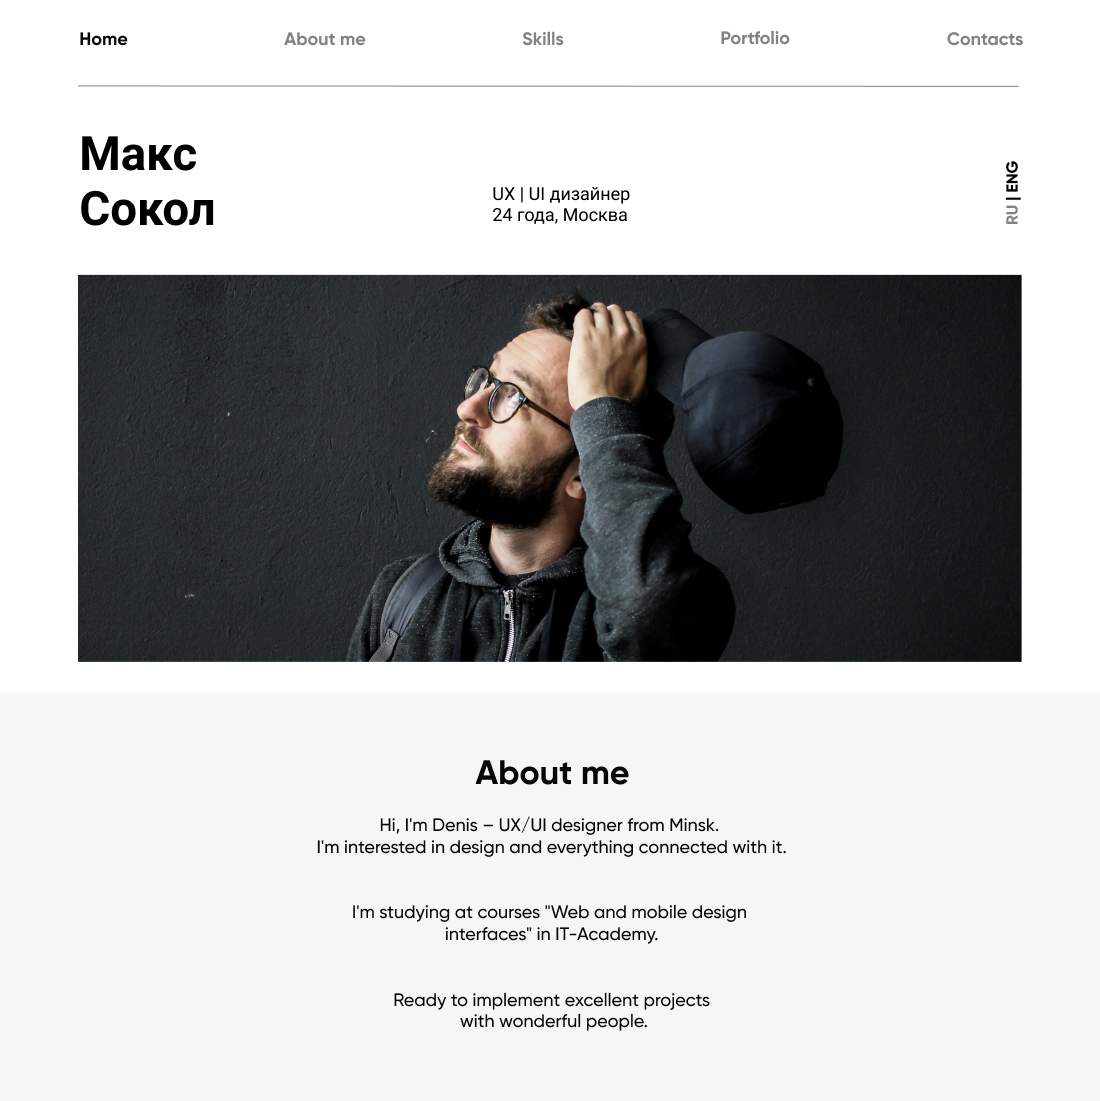 Home About me Skills Portfolio Contacts
Макс
Сокол
UX | UI дизайнер
24 года, Москва
RU | ENG
About me
Hi, I'm Denis – UX/UI designer from Minsk.
I'm interested in design and everything connected with it.
I'm studying at courses "Web and mobile design
interfaces" in IT-Academy.
Ready to implement excellent projects
with wonderful people.